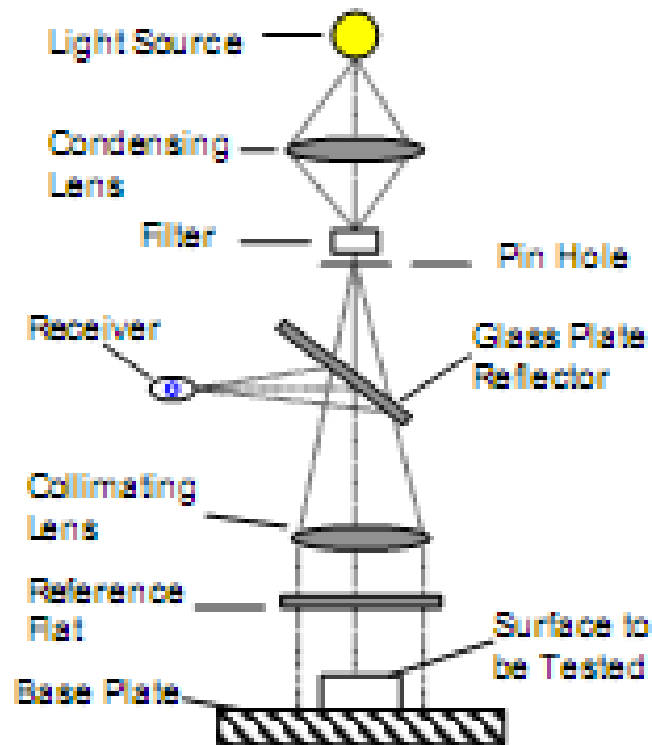 Light Source
Condensing
Lens
Filter
Pin Hole
Receiver
Glass Plate
Reflector
Collimating
Lens
Reference
Flat
Surface to
be Tested
Base Plate